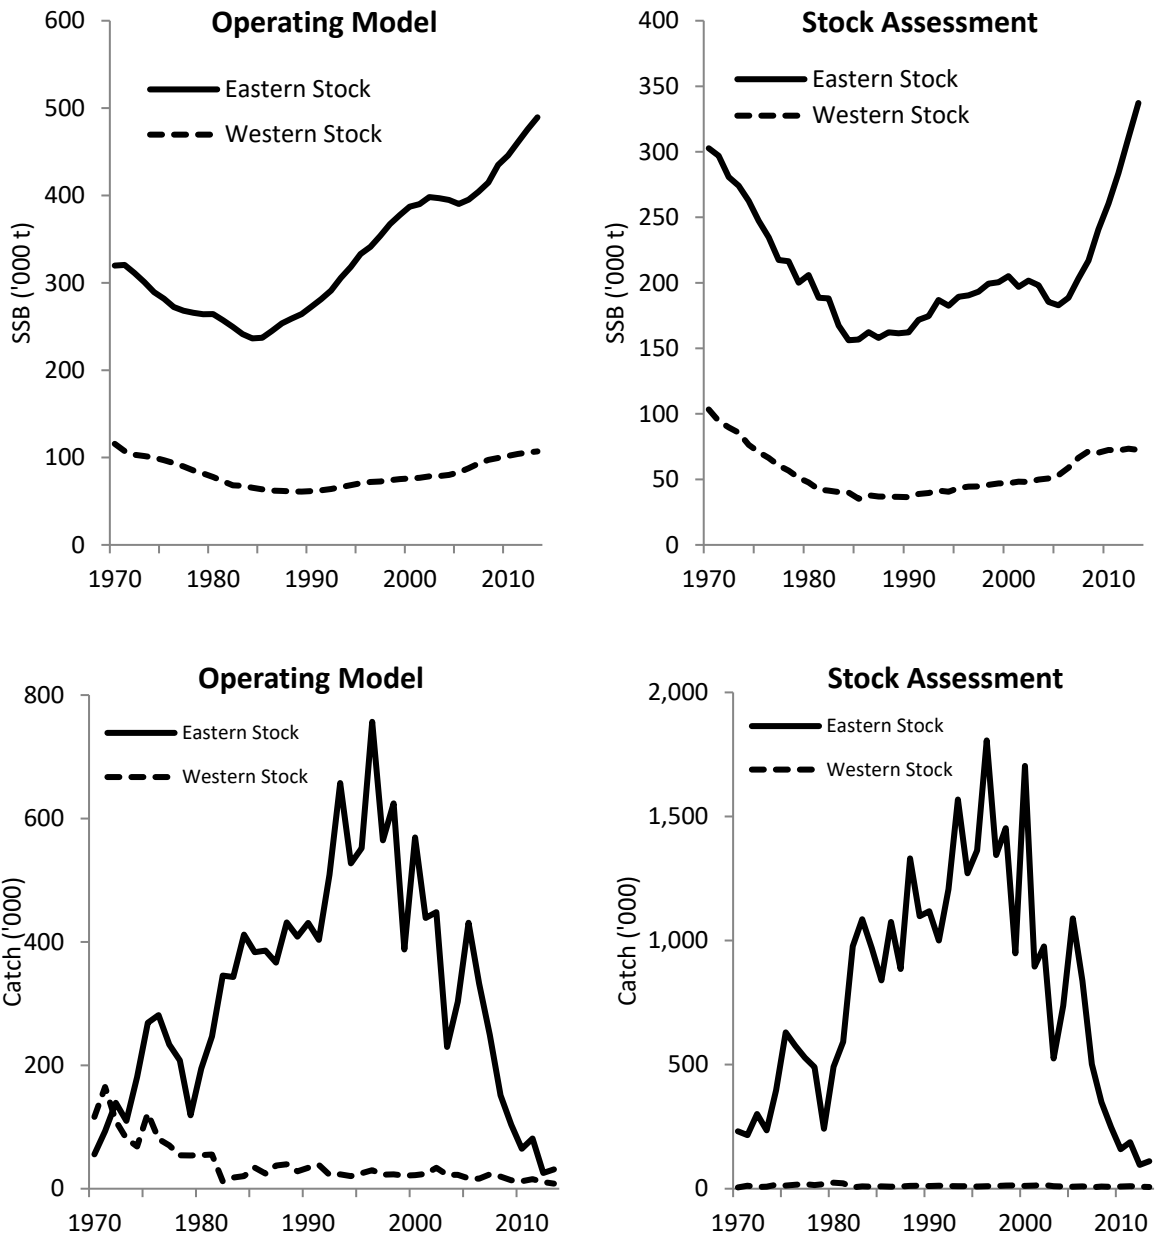 Operating Model
600
500
400
300
200
100
0
SSB ('000 t)
Eastern Stock
Western Stock
1970 1980 1990 2000 2010
Stock Assessment
400
350
300
250
200
150
100
50
0
SSB ('000 t)
Eastern Stock
Western Stock
1970 1980 1990 2000 2010
Operating Model
800
600
400
200
0
Catch ('000)
Eastern Stock
Western Stock
1970 1980 1990 2000 2010
Stock Assessment
2,000
1,500
1,000
500
0
Catch ('000)
Eastern Stock
Western Stock
1970 1980 1990 2000 2010